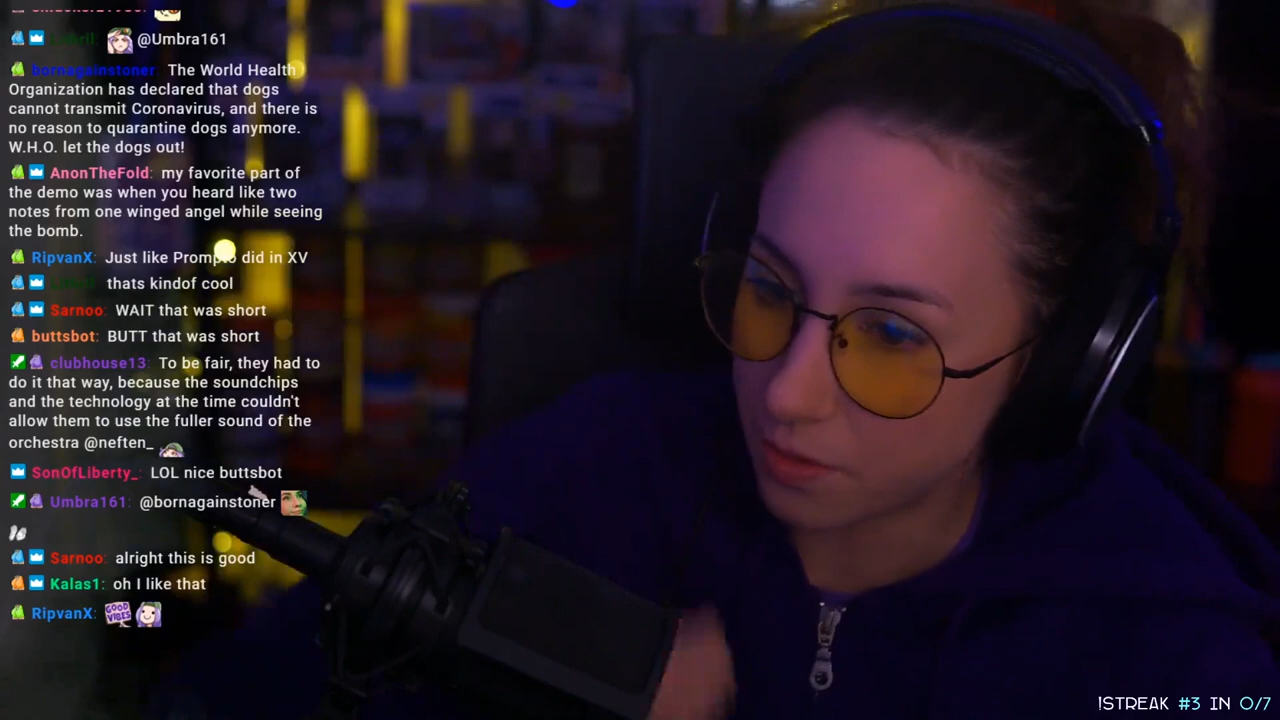 @Umbra161
bornagainstoner: The World Health
Organization has declared that dogs
cannot transmit Coronavirus, and there is
no reason to quarantine dogs anymore.
W.H.O. let the dogs out!
AnonTheFold: my favorite part of
the demo was when you heard like two
notes from one winged angel while seeing
the bomb.
RipvanX: Just like Prompto did in XV
thats kindof cool
Sarnoo: WAIT that was short
buttsbot: BUTT that was short
clubhouse13: To be fair, they had to
do it that way, because the soundchips
and the technology at the time couldn't
allow them to use the fuller sound of the
orchestra @neften_
SonOfLiberty_: LOL nice buttsbot
Umbra161: @bornagainstoner
Sarnoo: alright this is good
Kalas1: oh I like that
RipvanX: GOOD VIBES
!STREAK #3 IN 0/7